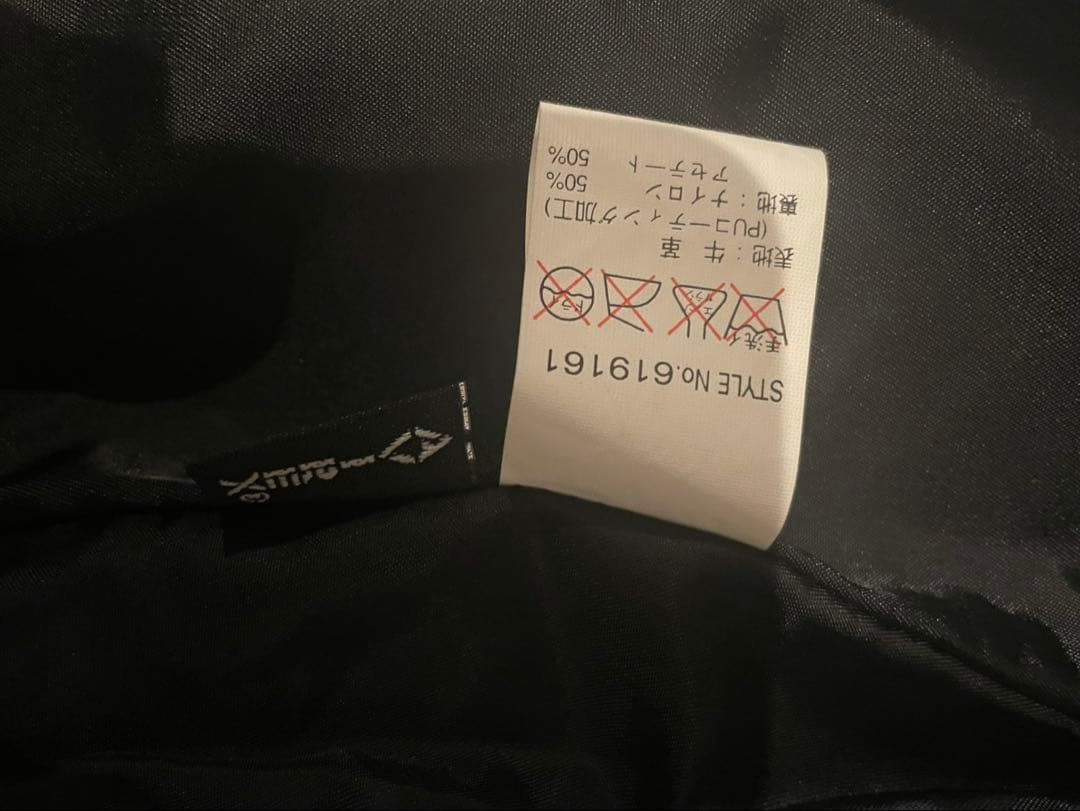 STYLE No.619161
手洗イ
ドライ
表地：牛 革
(PUコーティング加工)
裏地：ナイロン 50%
アセテート 50%